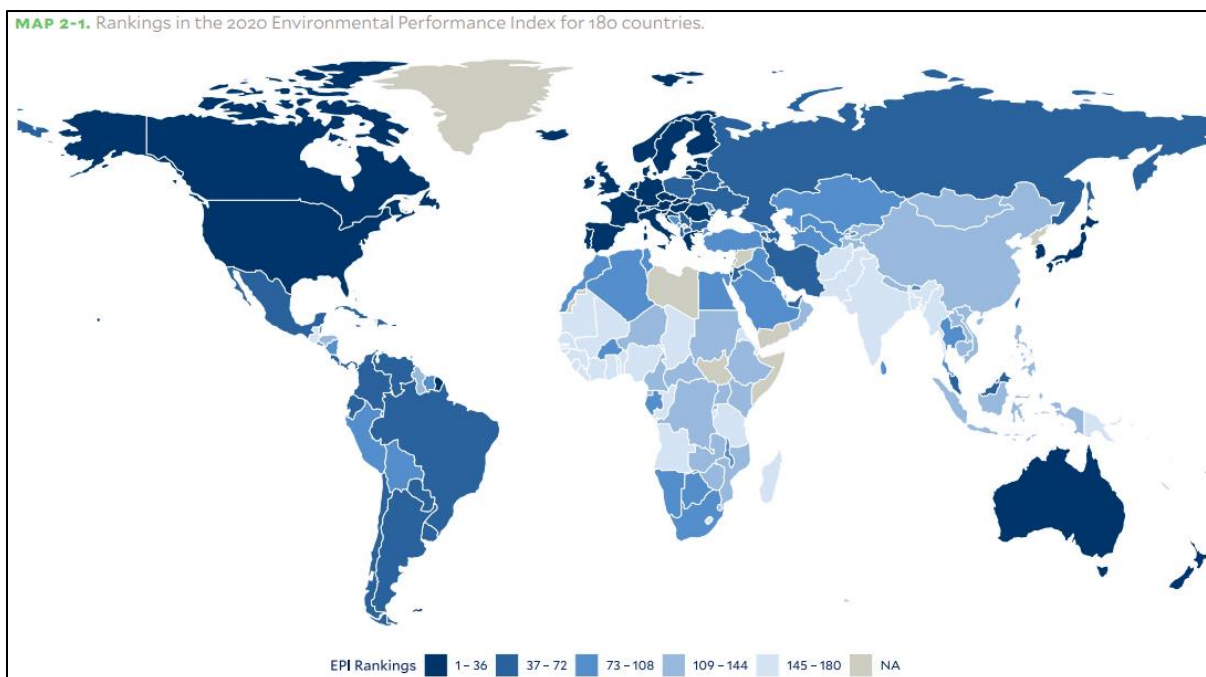 MAP 2-1. Rankings in the 2020 Environmental Performance Index for 180 countries.
EPI Rankings 1 – 36 37 – 72 73 – 108 109 – 144 145 – 180 NA